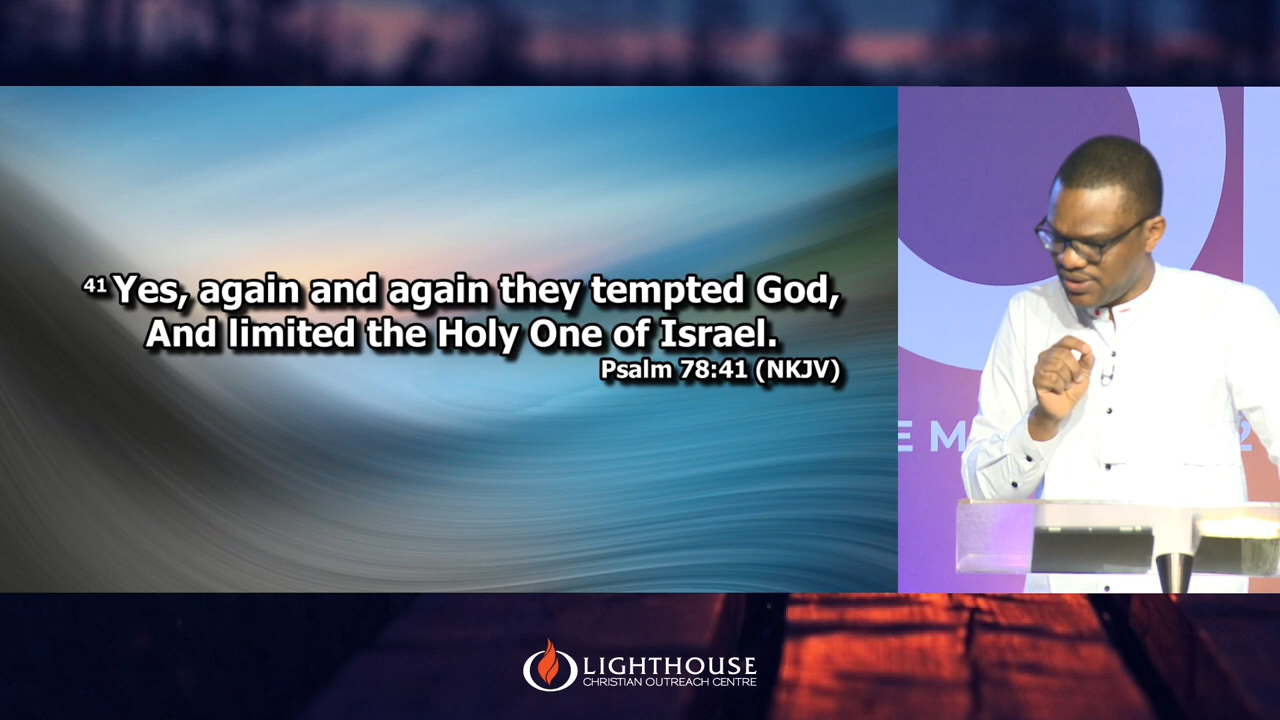 41 Yes, again and again they tempted God,
And limited the Holy One of Israel.
Psalm 78:41 (NKJV)
E M
2
LIGHTHOUSE
CHRISTIAN OUTREACH CENTRE